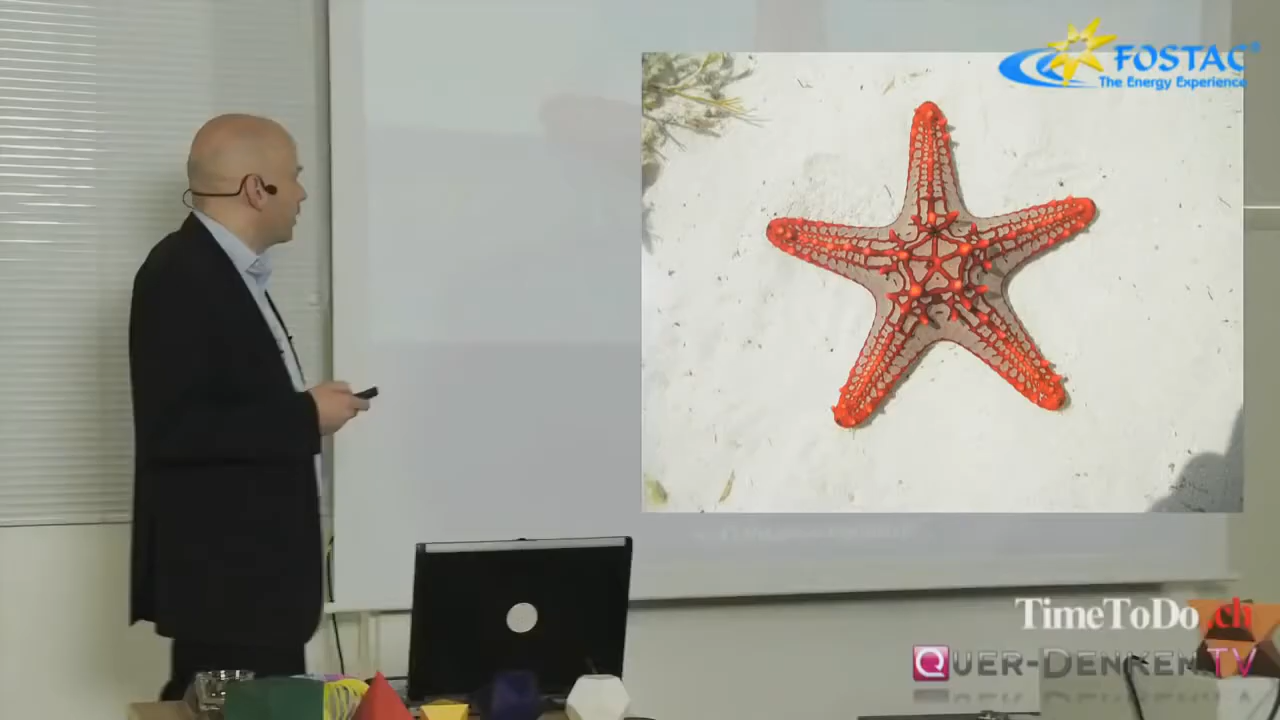 FOSTAC®
The Energy Experience
TimeToDo.ch
QUER-DENKEN.TV